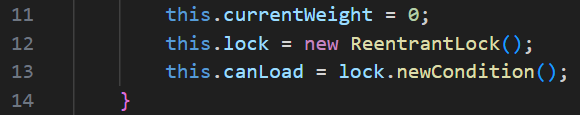 11 this.currentWeight = 0;
12 this.lock = new ReentrantLock();
13 this.canLoad = lock.newCondition();
14 }